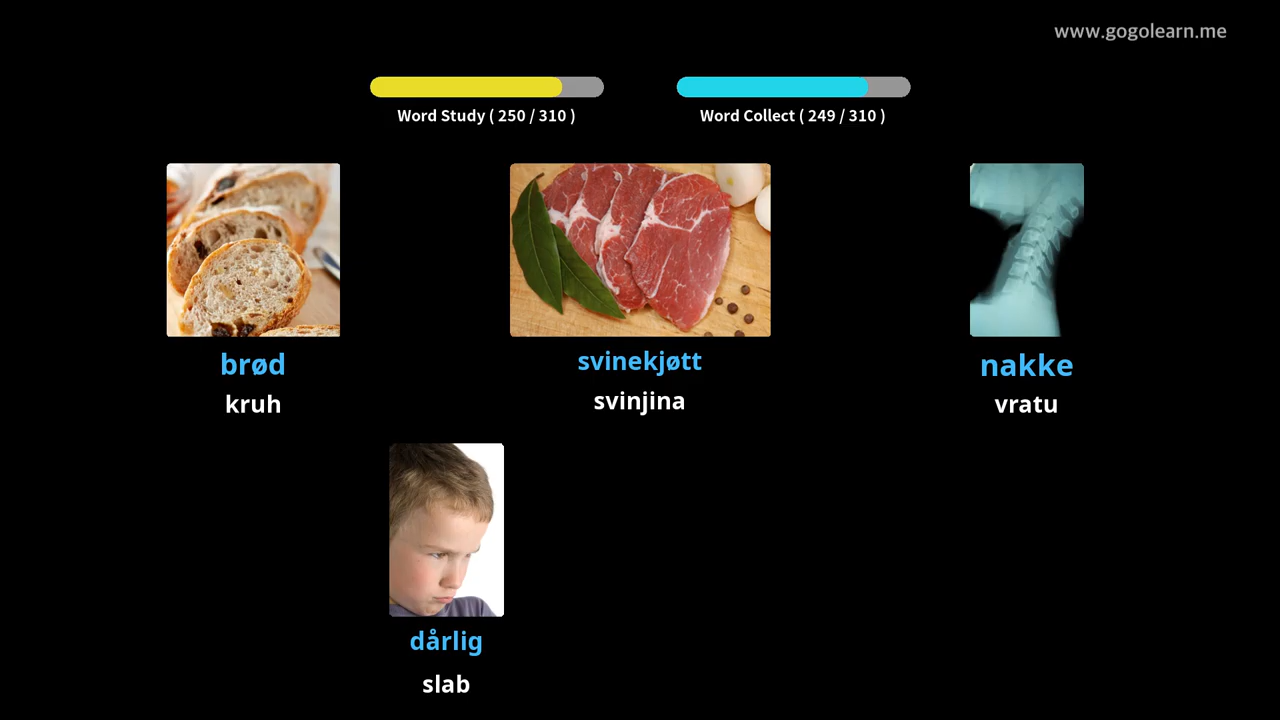 www.gogolearn.me
Word Study ( 250 / 310 )
Word Collect ( 249 / 310 )
brød
svinekjøtt
nakke
kruh
svinjina
vratu
dårlig
slab